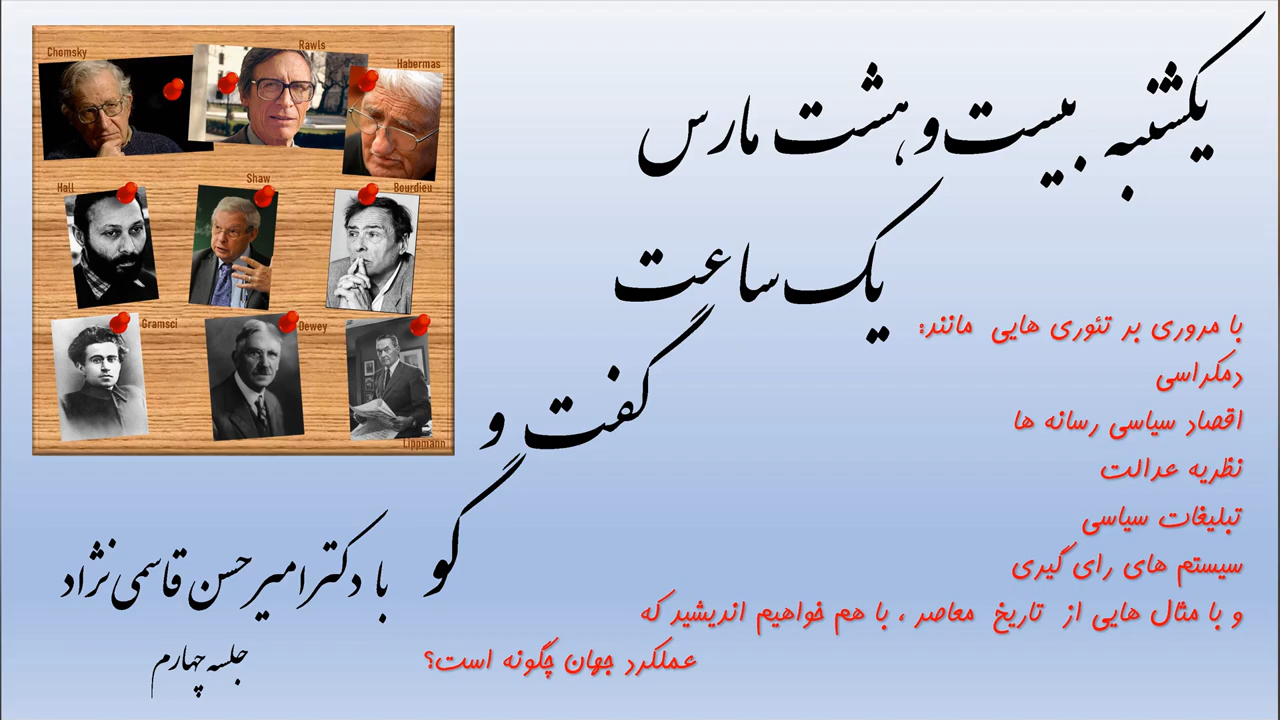 یکشنبه بیست و هشت مارس
یک ساعت
گفت و
گو
با دکتر امیرحسن قاسمی نژاد
جلسه چهارم
با مروری بر تئوری هایی مانند:
دمکراسی
اقصاد سیاسی رسانه ها
نظریه عدالت
تبلیغات سیاسی
سیستم های رای گیری
و با مثال هایی از تاریخ معاصر ، با هم خواهیم اندیشید که
عملکرد جهان چگونه است؟
Chomsky
Rawls
Habermas
Hall
Shaw
Bourdieu
Gramsci
Dewey
Lippmann